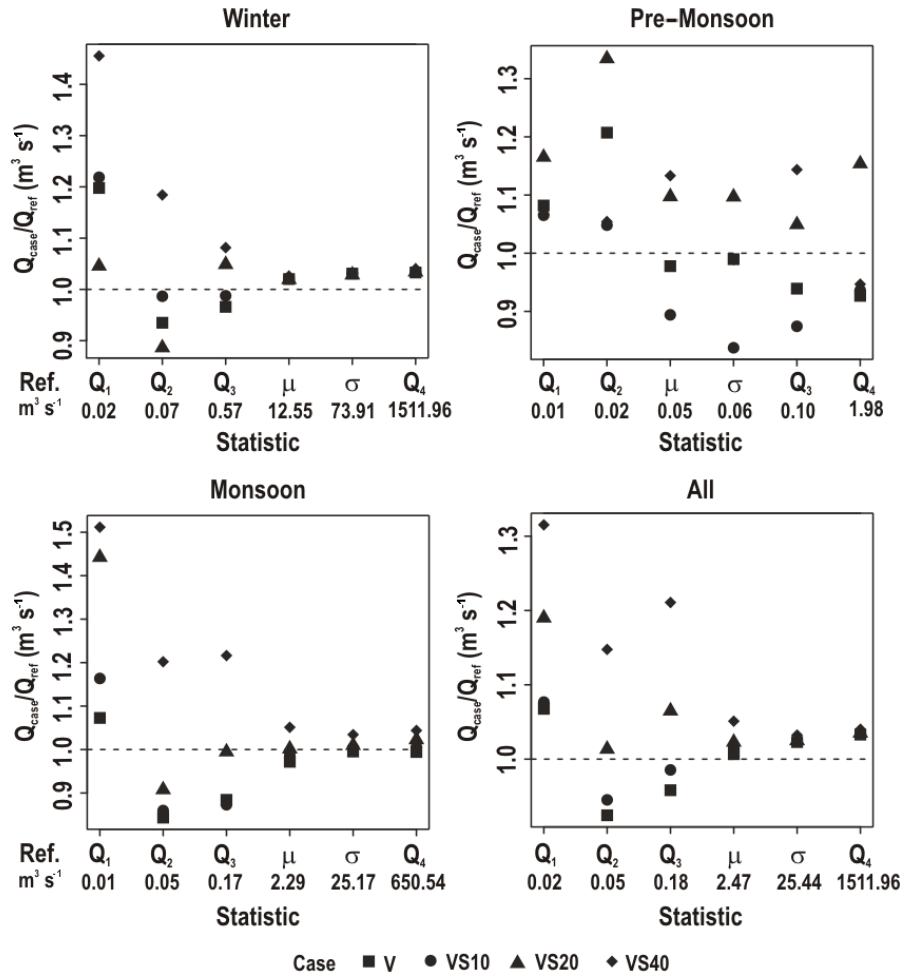 Winter
Q_case/Q_ref (m³ s⁻¹)
1.4
1.3
1.2
1.1
1.0
0.9
Ref. Q₁ Q₂ Q₃ μ σ Q₄
m³ s⁻¹ 0.02 0.07 0.57 12.55 73.91 1511.96
Statistic
Pre−Monsoon
Q_case/Q_ref (m³ s⁻¹)
1.3
1.2
1.1
1.0
0.9
Q₁ Q₂ μ σ Q₃ Q₄
0.01 0.02 0.05 0.06 0.10 1.98
Statistic
Monsoon
Q_case/Q_ref (m³ s⁻¹)
1.5
1.4
1.3
1.2
1.1
1.0
0.9
Ref. Q₁ Q₂ Q₃ μ σ Q₄
m³ s⁻¹ 0.01 0.05 0.17 2.29 25.17 650.54
Statistic
All
Q_case/Q_ref (m³ s⁻¹)
1.3
1.2
1.1
1.0
Q₁ Q₂ Q₃ μ σ Q₄
0.02 0.05 0.18 2.47 25.44 1511.96
Statistic
Case V VS10 VS20 VS40